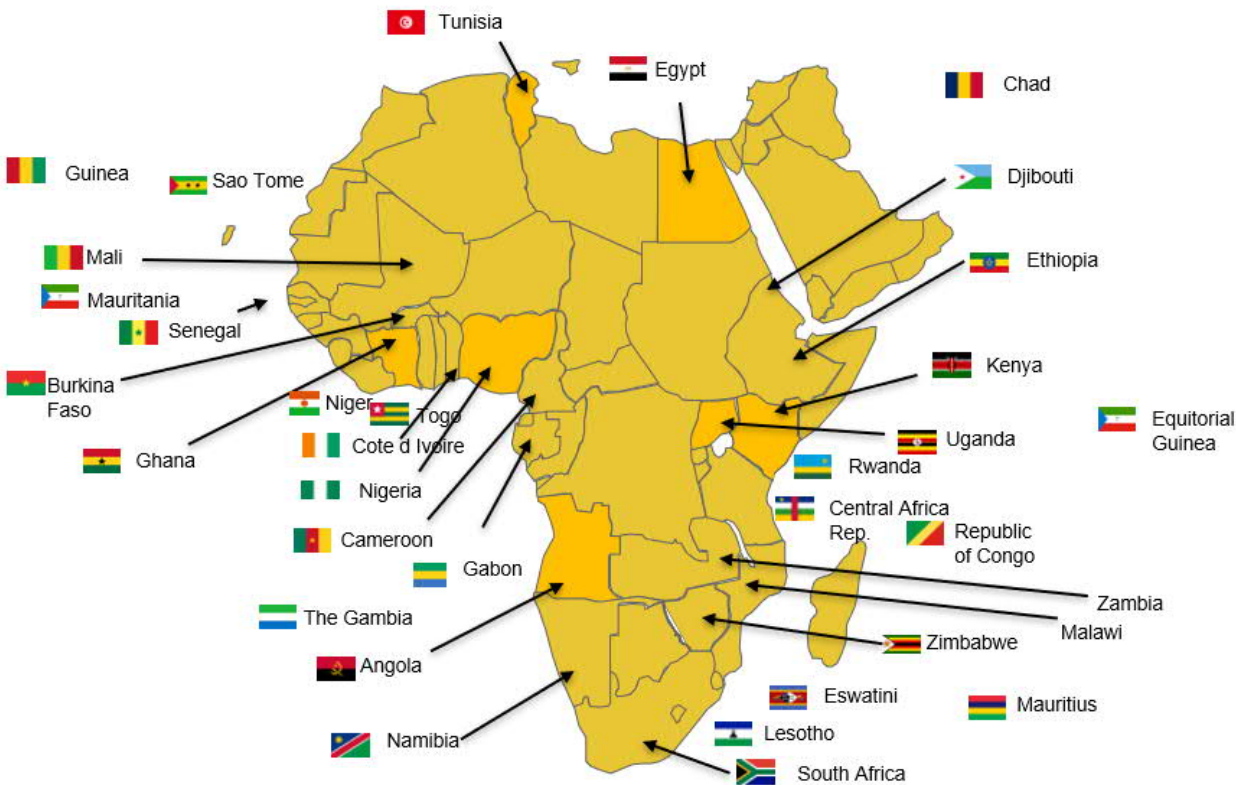 Tunisia
Egypt
Chad
Guinea
Sao Tome
Djibouti
Mali
Ethiopia
Mauritania
Senegal
Burkina
Faso
Kenya
Niger
Togo
Equitorial
Guinea
Cote d Ivoire
Uganda
Ghana
Rwanda
Nigeria
Central Africa
Rep.
Republic
of Congo
Cameroon
Gabon
Zambia
The Gambia
Malawi
Zimbabwe
Angola
Eswatini
Mauritius
Namibia
Lesotho
South Africa